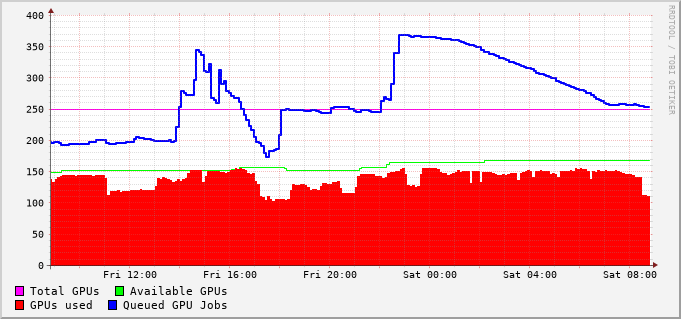 RRDTOOL / TOBI OETIKER
400
350
300
250
200
150
100
50
0
Fri 12:00 Fri 16:00 Fri 20:00 Sat 00:00 Sat 04:00 Sat 08:00
Total GPUs Available GPUs
GPUs used Queued GPU Jobs